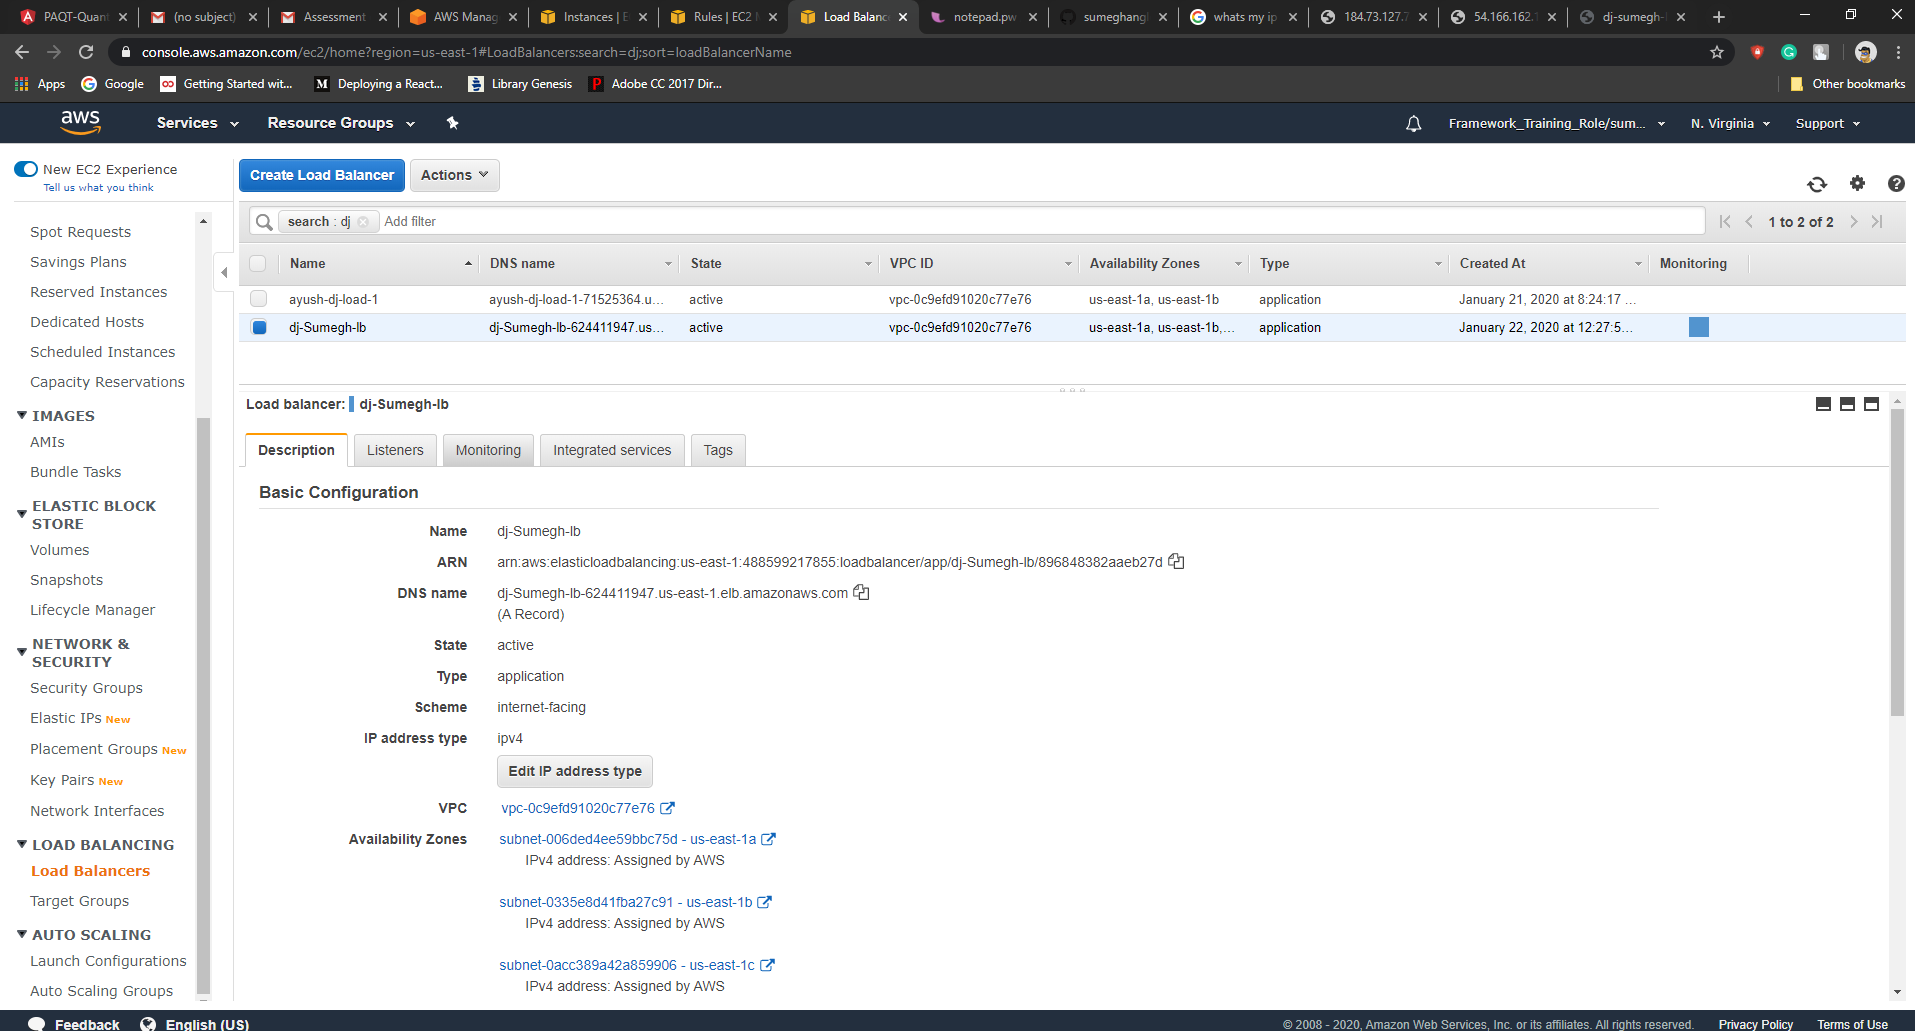 PAQT-Quant
(no subject)
Assessment
AWS Manag
Instances | E
Rules | EC2 M
Load Balanc
notepad.pw
sumeghang
whats my ip
184.73.127.7
54.166.162.1
dj-sumegh-l
console.aws.amazon.com/ec2/home?region=us-east-1#LoadBalancers:search=dj;sort=loadBalancerName
Apps Google Getting Started wit... Deploying a React... Library Genesis Adobe CC 2017 Dir... Other bookmarks
aws Services Resource Groups Framework_Training_Role/sum... N. Virginia Support
New EC2 Experience
Tell us what you think
Spot Requests
Savings Plans
Reserved Instances
Dedicated Hosts
Scheduled Instances
Capacity Reservations
IMAGES
AMIs
Bundle Tasks
ELASTIC BLOCK
STORE
Volumes
Snapshots
Lifecycle Manager
NETWORK &
SECURITY
Security Groups
Elastic IPs New
Placement Groups New
Key Pairs New
Network Interfaces
LOAD BALANCING
Load Balancers
Target Groups
AUTO SCALING
Launch Configurations
Auto Scaling Groups
Create Load Balancer Actions
search : dj Add filter 1 to 2 of 2
Name DNS name State VPC ID Availability Zones Type Created At Monitoring
ayush-dj-load-1 ayush-dj-load-1-71525364.u... active vpc-0c9efd91020c77e76 us-east-1a, us-east-1b application January 21, 2020 at 8:24:17 ...
dj-Sumegh-lb dj-Sumegh-lb-624411947.us... active vpc-0c9efd91020c77e76 us-east-1a, us-east-1b,... application January 22, 2020 at 12:27:5...
Load balancer: dj-Sumegh-lb
Description Listeners Monitoring Integrated services Tags
Basic Configuration
Name dj-Sumegh-lb
ARN arn:aws:elasticloadbalancing:us-east-1:488599217855:loadbalancer/app/dj-Sumegh-lb/896848382aaeb27d
DNS name dj-Sumegh-lb-624411947.us-east-1.elb.amazonaws.com
(A Record)
State active
Type application
Scheme internet-facing
IP address type ipv4
Edit IP address type
VPC vpc-0c9efd91020c77e76
Availability Zones subnet-006ded4ee59bbc75d - us-east-1a
IPv4 address: Assigned by AWS
subnet-0335e8d41fba27c91 - us-east-1b
IPv4 address: Assigned by AWS
subnet-0acc389a42a859906 - us-east-1c
IPv4 address: Assigned by AWS
Feedback English (US) © 2008 - 2020, Amazon Web Services, Inc. or its affiliates. All rights reserved. Privacy Policy Terms of Use